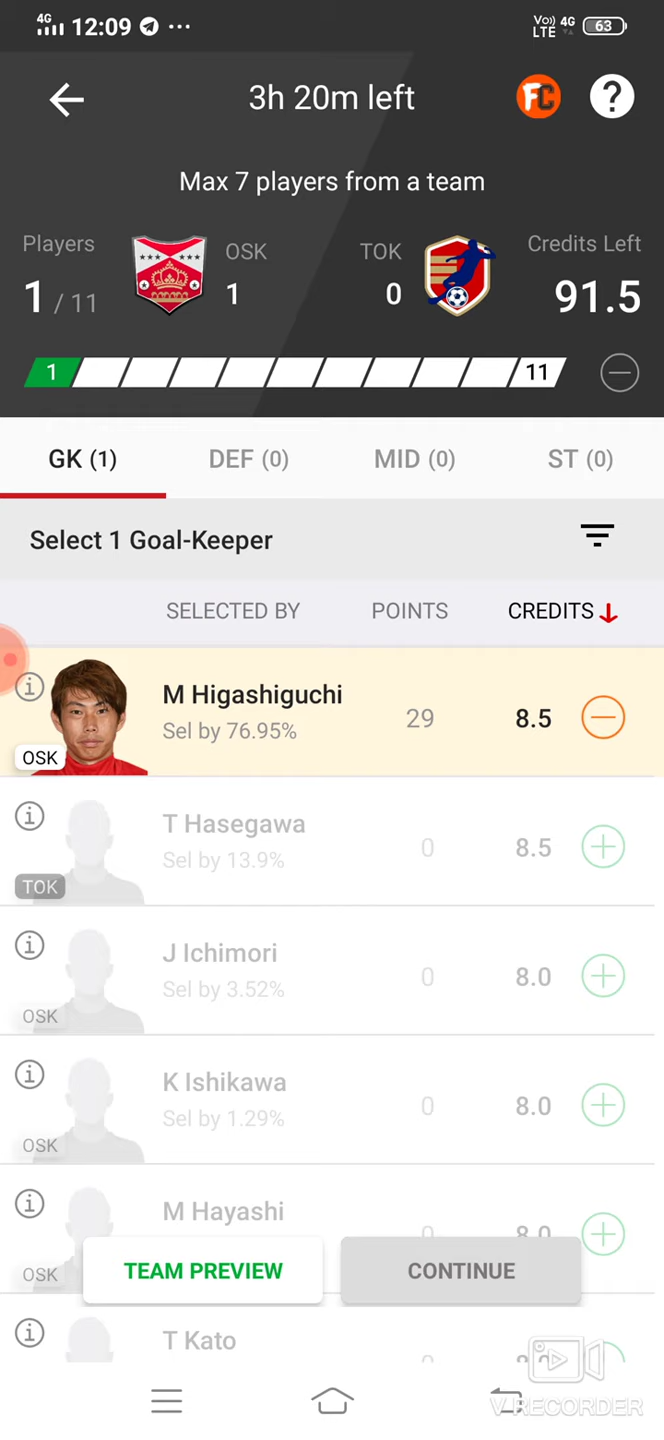 4G 12:09 ... Vo)) LTE 4G 63
3h 20m left FC ?
Max 7 players from a team
Players OSK TOK Credits Left
1 / 11 1 0 91.5
1 11
GK (1) DEF (0) MID (0) ST (0)
Select 1 Goal-Keeper
SELECTED BY POINTS CREDITS
M Higashiguchi
Sel by 76.95% 29 8.5
OSK
T Hasegawa
Sel by 13.9% 0 8.5
TOK
J Ichimori
Sel by 3.52% 0 8.0
OSK
K Ishikawa
Sel by 1.29% 0 8.0
OSK
M Hayashi
0 8.0
OSK
TEAM PREVIEW CONTINUE
T Kato
V RECORDER